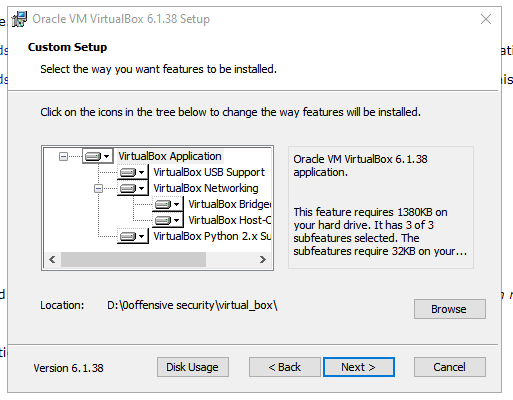 Oracle VM VirtualBox 6.1.38 Setup
Custom Setup
Select the way you want features to be installed.
Click on the icons in the tree below to change the way features will be installed.
VirtualBox Application
VirtualBox USB Support
VirtualBox Networking
VirtualBox Bridge
VirtualBox Host-C
VirtualBox Python 2.x Su
Oracle VM VirtualBox 6.1.38
application.
This feature requires 1380KB on
your hard drive. It has 3 of 3
subfeatures selected. The
subfeatures require 32KB on your...
Location: D:\0offensive security\virtual_box\
Browse
Version 6.1.38
Disk Usage
< Back
Next >
Cancel